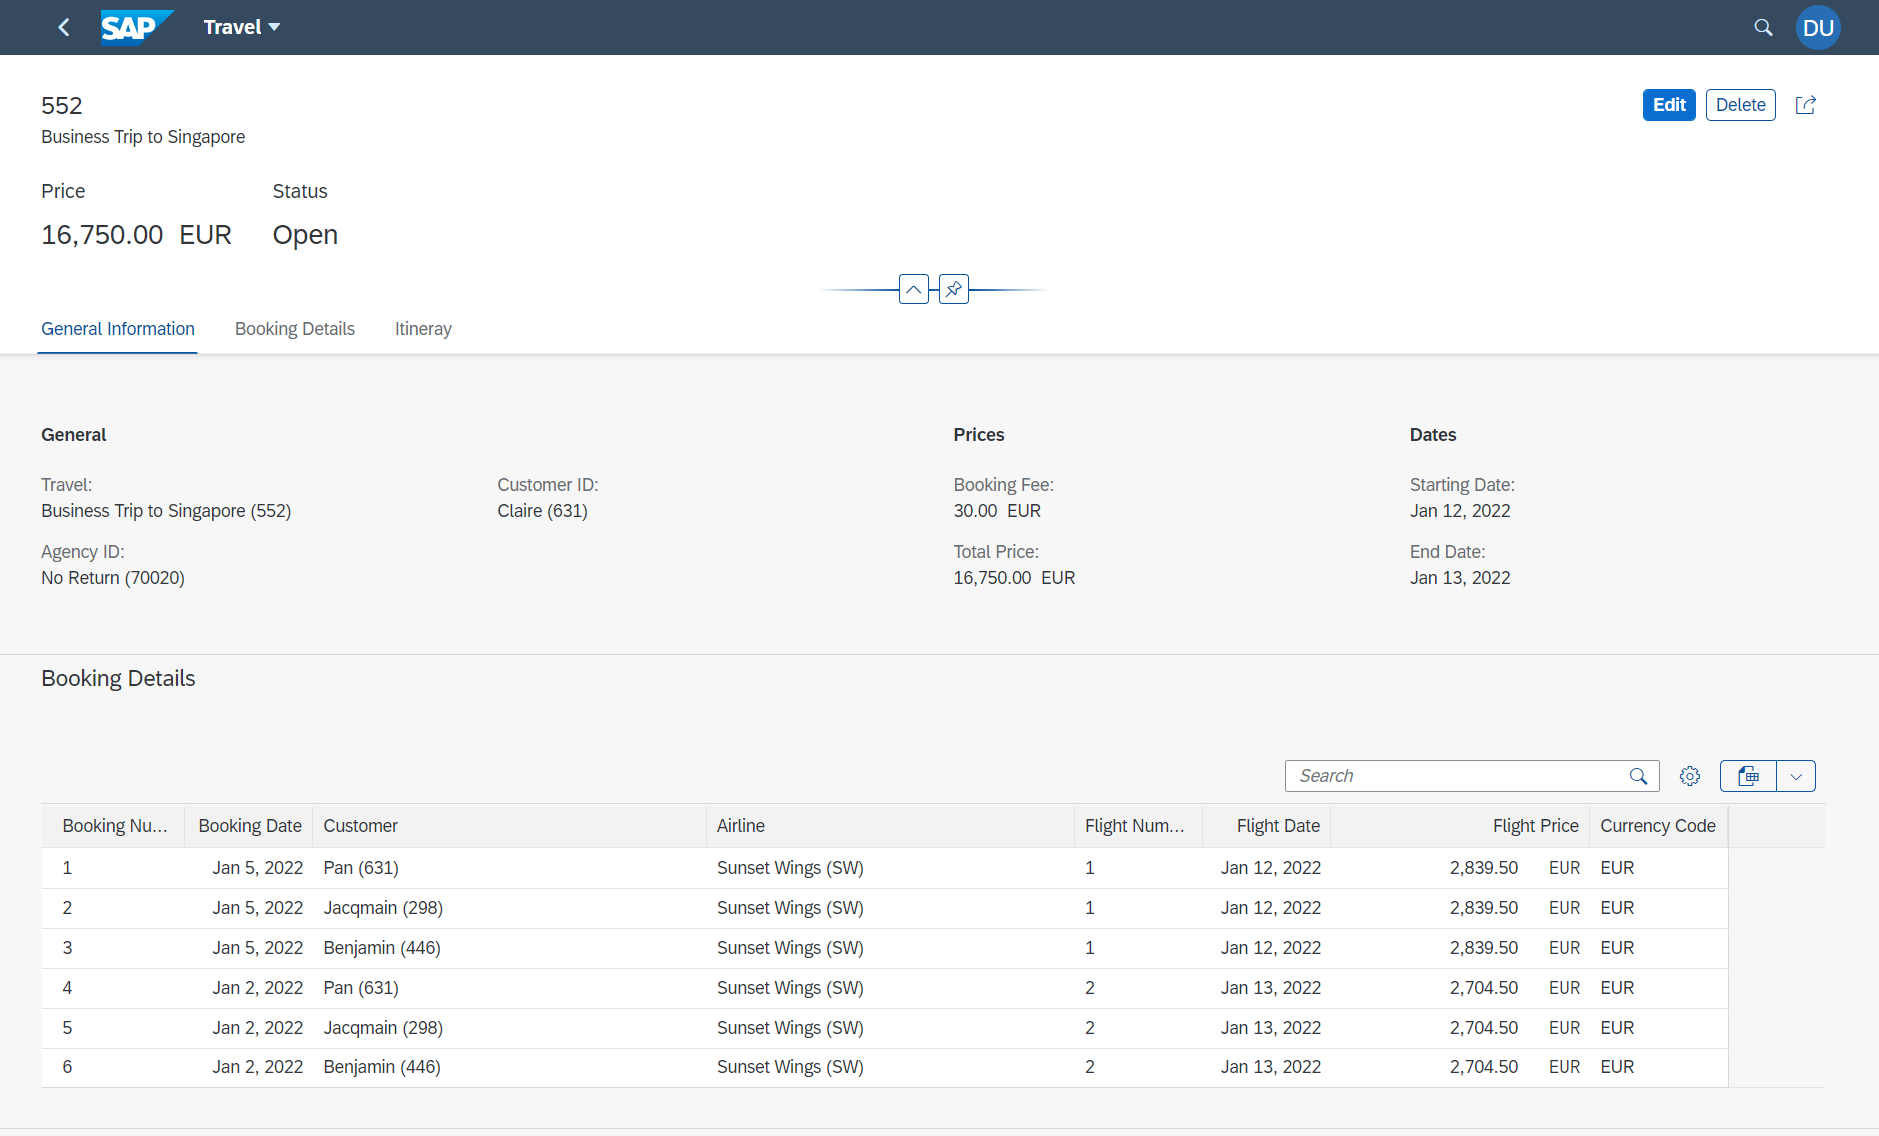 SAP Travel DU
552 Edit Delete
Business Trip to Singapore
Price Status
16,750.00 EUR Open
General Information Booking Details Itineray
General Prices Dates
Travel: Customer ID: Booking Fee: Starting Date:
Business Trip to Singapore (552) Claire (631) 30.00 EUR Jan 12, 2022
Agency ID: Total Price: End Date:
No Return (70020) 16,750.00 EUR Jan 13, 2022
Booking Details
Search
Booking Nu... Booking Date Customer Airline Flight Num... Flight Date Flight Price Currency Code
1 Jan 5, 2022 Pan (631) Sunset Wings (SW) 1 Jan 12, 2022 2,839.50 EUR EUR
2 Jan 5, 2022 Jacqmain (298) Sunset Wings (SW) 1 Jan 12, 2022 2,839.50 EUR EUR
3 Jan 5, 2022 Benjamin (446) Sunset Wings (SW) 1 Jan 12, 2022 2,839.50 EUR EUR
4 Jan 2, 2022 Pan (631) Sunset Wings (SW) 2 Jan 13, 2022 2,704.50 EUR EUR
5 Jan 2, 2022 Jacqmain (298) Sunset Wings (SW) 2 Jan 13, 2022 2,704.50 EUR EUR
6 Jan 2, 2022 Benjamin (446) Sunset Wings (SW) 2 Jan 13, 2022 2,704.50 EUR EUR